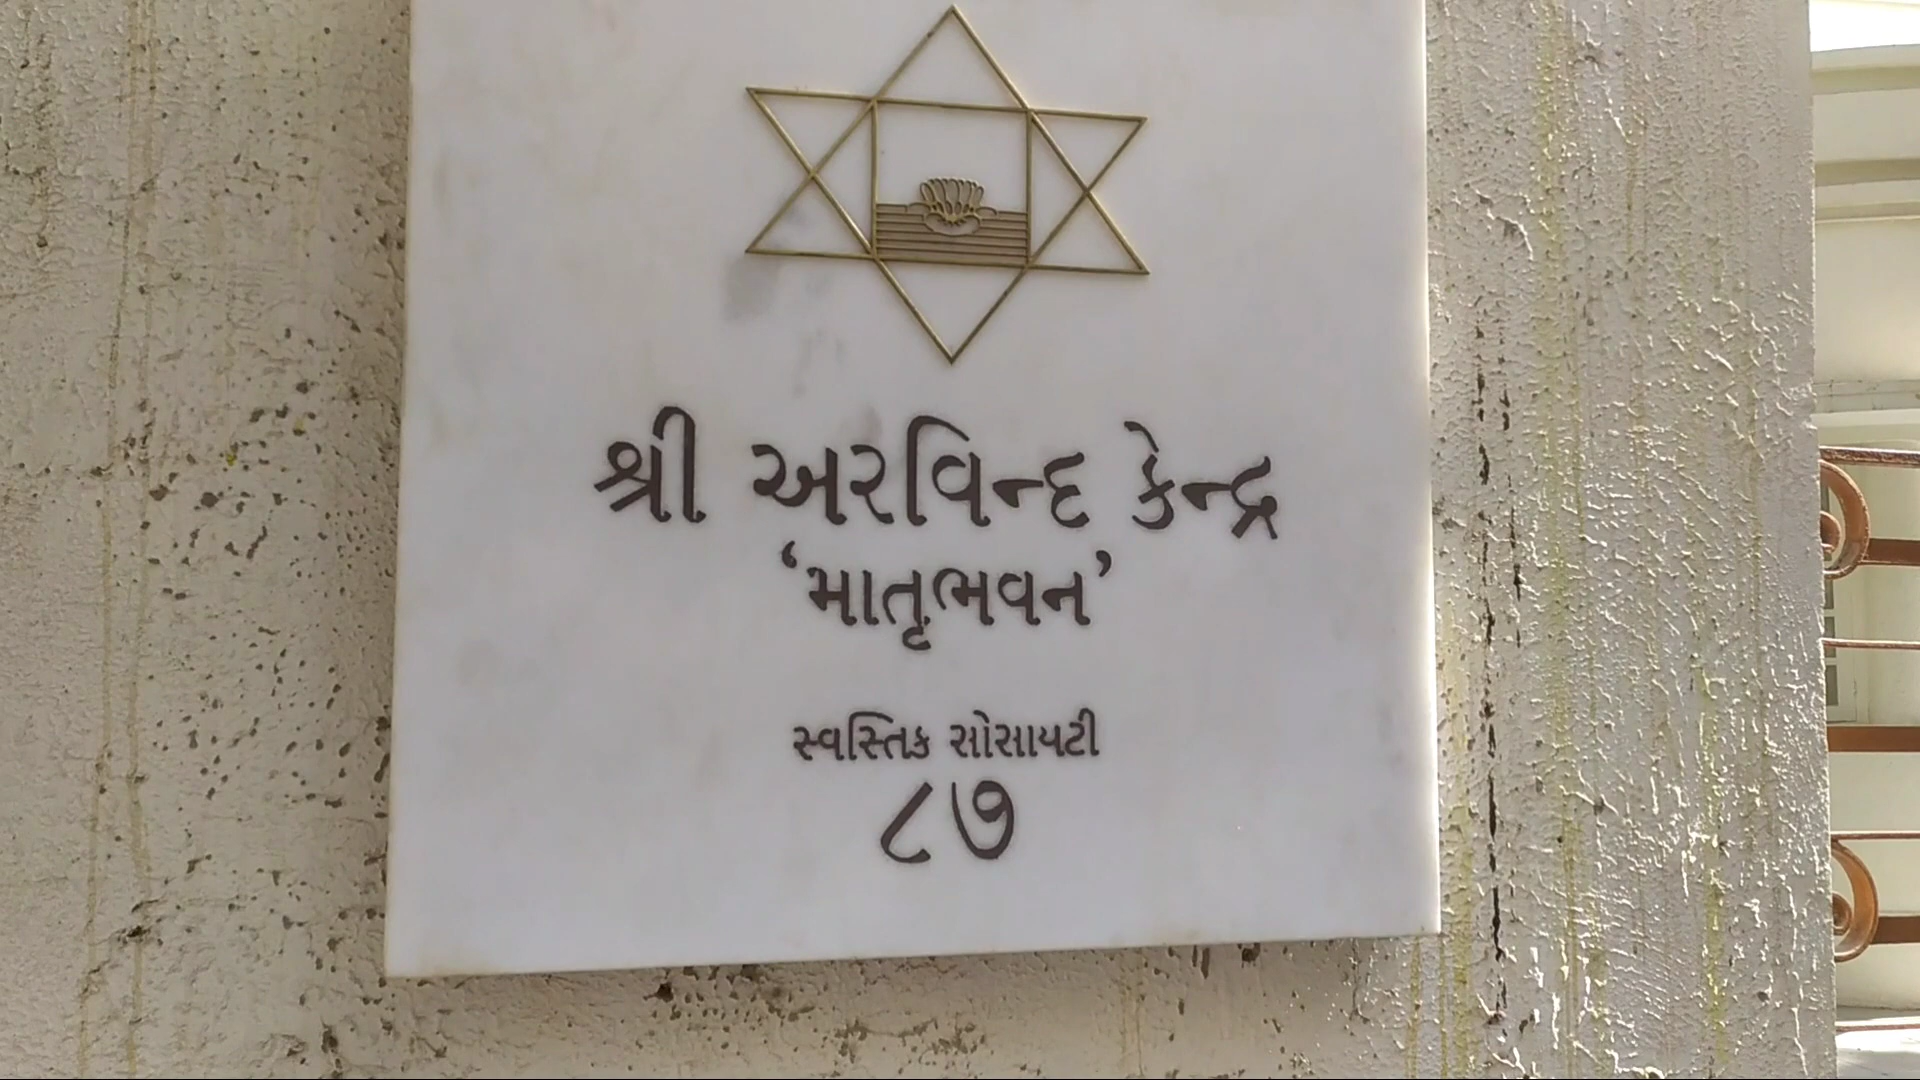 શ્રી અરવિન્દ કેન્દ્ર
‘માતૃભવન’
સ્વસ્તિક સોસાયટી
૮૭